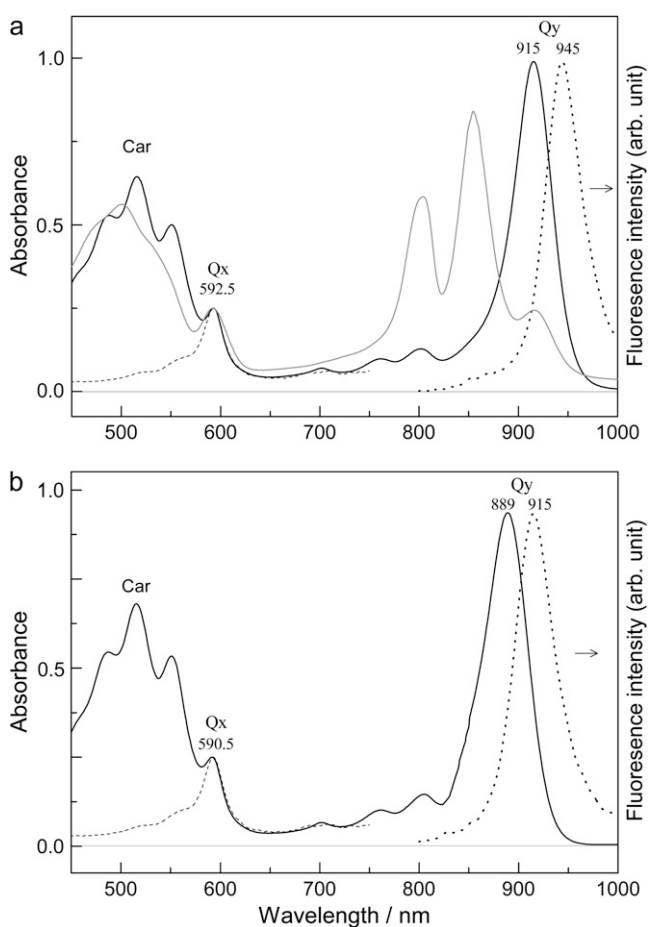 a
Qy
915 945
1.0
Car
0.5
Qx
592.5
0.0
Absorbance
Fluoresence intensity (arb. unit)
500 600 700 800 900 1000
b
Qy
889 915
1.0
Car
0.5
Qx
590.5
0.0
Absorbance
Fluoresence intensity (arb. unit)
500 600 700 800 900 1000
Wavelength / nm